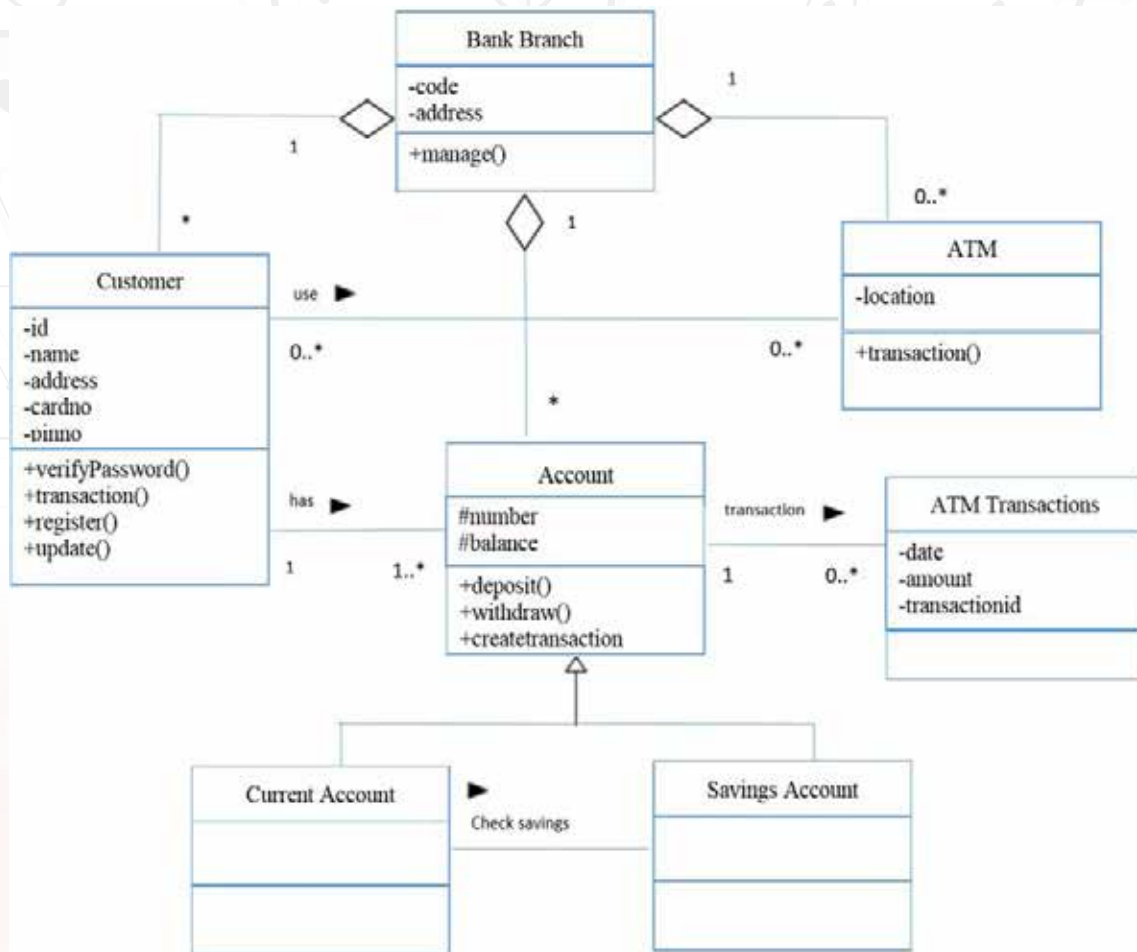 Bank Branch
-code
-address
+manage()
1
1
1
*
0..*
Customer
-id
-name
-address
-cardno
-pinno
+verifyPassword()
+transaction()
+register()
+update()
use ►
0..*
0..*
ATM
-location
+transaction()
*
has ►
1
1..*
Account
#number
#balance
+deposit()
+withdraw()
+createtransaction
transaction ►
1
0..*
ATM Transactions
-date
-amount
-transactionid
Current Account
►
Check savings
Savings Account